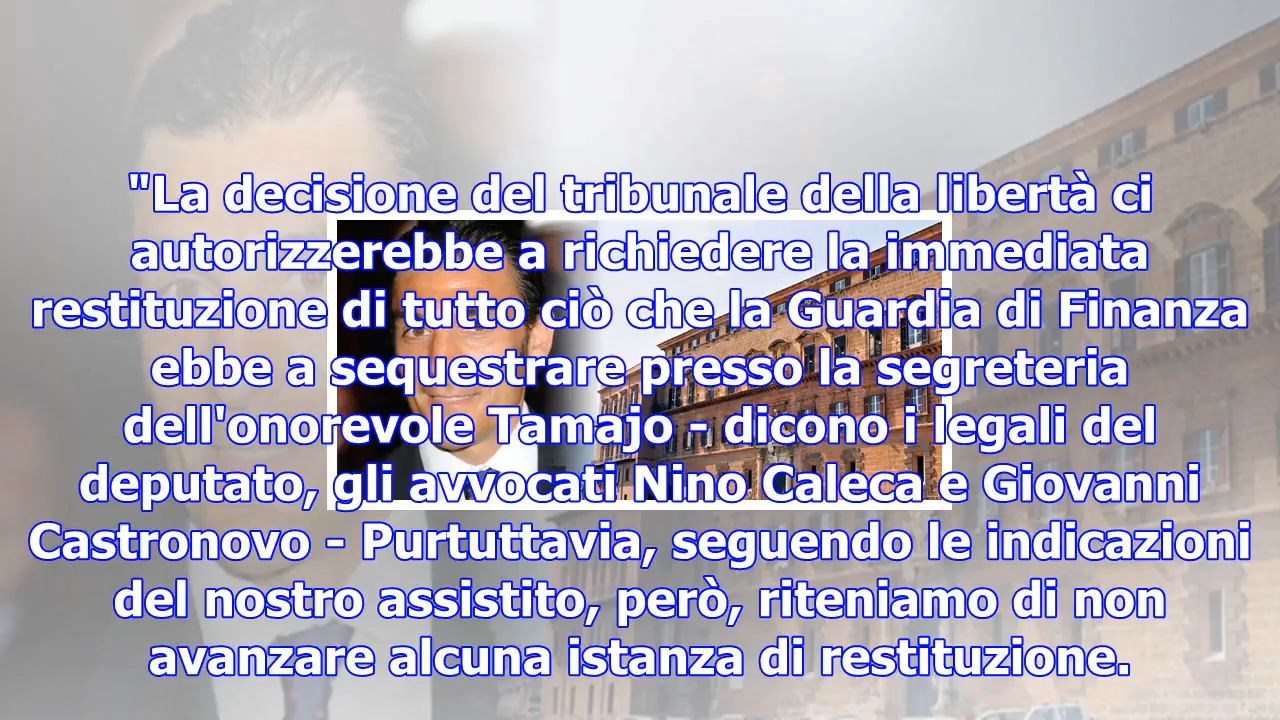 "La decisione del tribunale della libertà ci
autorizzerebbe a richiedere la immediata
restituzione di tutto ciò che la Guardia di Finanza
ebbe a sequestrare presso la segreteria
dell'onorevole Tamajo - dicono i legali del
deputato, gli avvocati Nino Caleca e Giovanni
Castronovo - Purtuttavia, seguendo le indicazioni
del nostro assistito, però, riteniamo di non
avanzare alcuna istanza di restituzione.